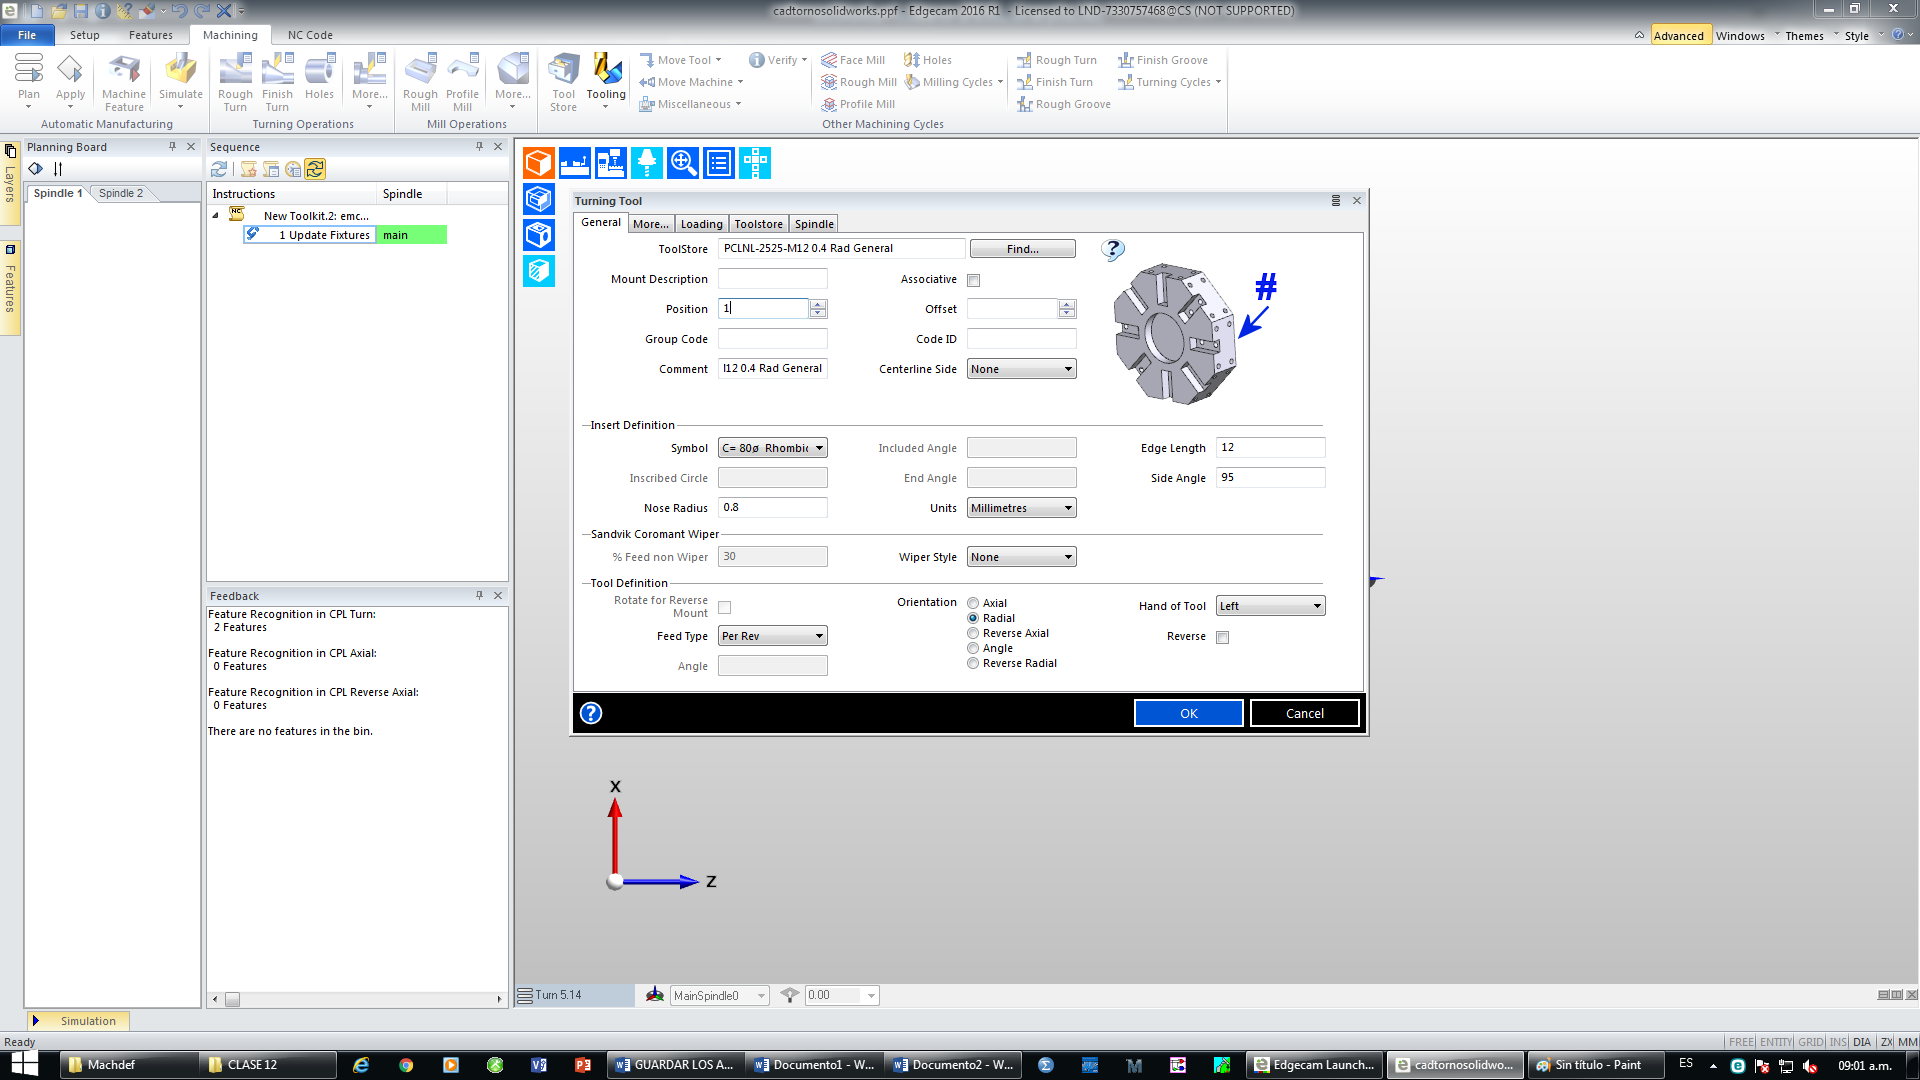 cadtornosolidworks.ppf - Edgecam 2016 R1 - Licensed to LND-7330757468@CS (NOT SUPPORTED)
File Setup Features Machining NC Code Advanced Windows Themes Style
Plan Apply Machine Feature Simulate
Automatic Manufacturing
Rough Turn Finish Turn Holes More...
Turning Operations
Rough Mill Profile Mill More...
Mill Operations
Tool Store Tooling
Move Tool Verify
Move Machine
Miscellaneous
Face Mill Holes
Rough Mill Milling Cycles
Profile Mill
Rough Turn Finish Groove
Finish Turn Turning Cycles
Rough Groove
Other Machining Cycles
Layers
Features
Planning Board
Spindle 1 Spindle 2
Sequence
Instructions Spindle
NC New Toolkit.2: emc...
1 Update Fixtures main
Feedback
Feature Recognition in CPL Turn:
2 Features
Feature Recognition in CPL Axial:
0 Features
Feature Recognition in CPL Reverse Axial:
0 Features
There are no features in the bin.
Turning Tool
General More... Loading Toolstore Spindle
ToolStore PCLNL-2525-M12 0.4 Rad General Find...
Mount Description Associative
Position 1 Offset
Group Code Code ID
Comment I12 0.4 Rad General Centerline Side None
#
Insert Definition
Symbol C= 80ø Rhombic Included Angle Edge Length 12
Inscribed Circle End Angle Side Angle 95
Nose Radius 0.8 Units Millimetres
Sandvik Coromant Wiper
% Feed non Wiper 30 Wiper Style None
Tool Definition
Rotate for Reverse Mount Orientation Axial Hand of Tool Left
Radial
Feed Type Per Rev Reverse Axial Reverse
Angle
Angle Reverse Radial
OK Cancel
X
Z
Turn 5.14 MainSpindle0 0.00
Simulation
Ready FREE ENTITY GRID INS DIA ZX MM
Machdef CLASE 12 GUARDAR LOS A... Documento1 - W... Documento2 - W... Edgecam Launch... cadtornosolidwo... Sin título - Paint ES 09:01 a.m.